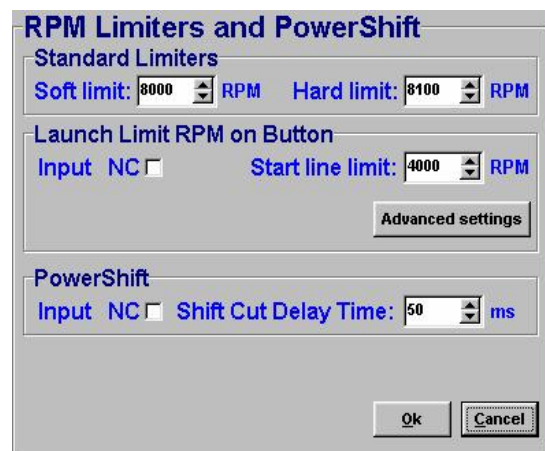 RPM Limiters and PowerShift
Standard Limiters
Soft limit: 8000 RPM Hard limit: 8100 RPM
Launch Limit RPM on Button
Input NC Start line limit: 4000 RPM
Advanced settings
PowerShift
Input NC Shift Cut Delay Time: 50 ms
Ok Cancel